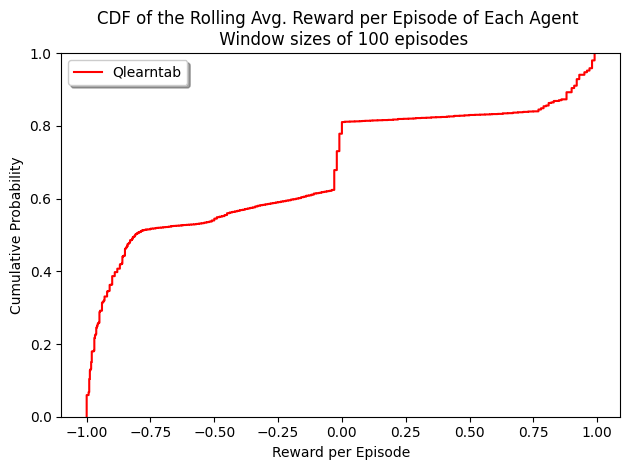 CDF of the Rolling Avg. Reward per Episode of Each Agent
Window sizes of 100 episodes
Qlearntab
Cumulative Probability
1.0
0.8
0.6
0.4
0.2
0.0
−1.00 −0.75 −0.50 −0.25 0.00 0.25 0.50 0.75 1.00
Reward per Episode